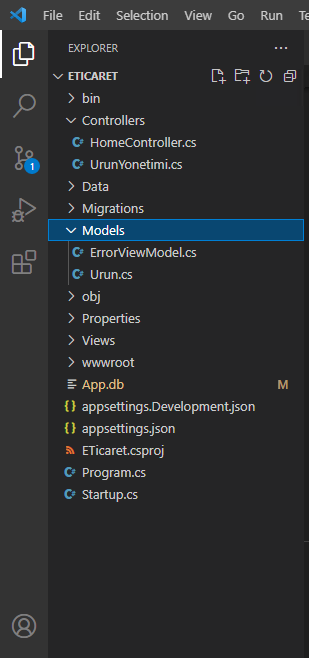 File Edit Selection View Go Run Te
EXPLORER ...
ETICARET
bin
Controllers
HomeController.cs
UrunYonetimi.cs
Data
Migrations
Models
ErrorViewModel.cs
Urun.cs
obj
Properties
Views
wwwroot
App.db M
appsettings.Development.json
appsettings.json
ETicaret.csproj
Program.cs
Startup.cs
1